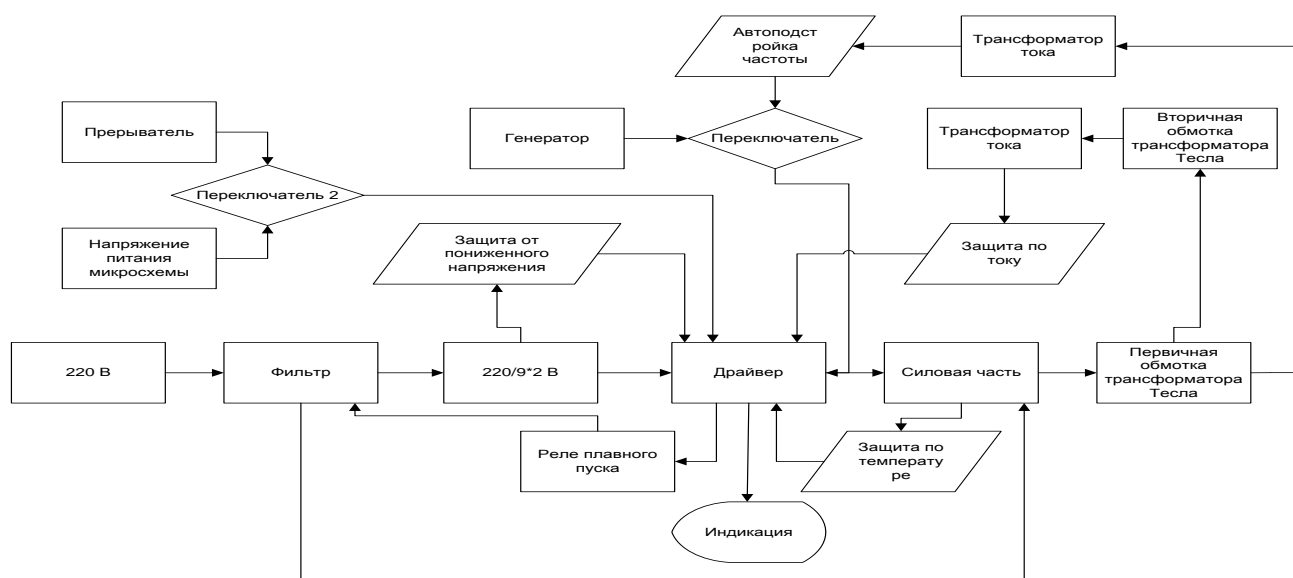 Автоподст
ройка
частоты
Трансформатор
тока
Прерыватель
Генератор
Переключатель
Трансформатор
тока
Вторичная
обмотка
трансформатора
Тесла
Переключатель 2
Напряжение
питания
микросхемы
Защита от
пониженного
напряжения
Защита по
току
220 В
Фильтр
220/9*2 В
Драйвер
Силовая часть
Первичная
обмотка
трансформатора
Тесла
Реле плавного
пуска
Защита по
температу
ре
Индикация